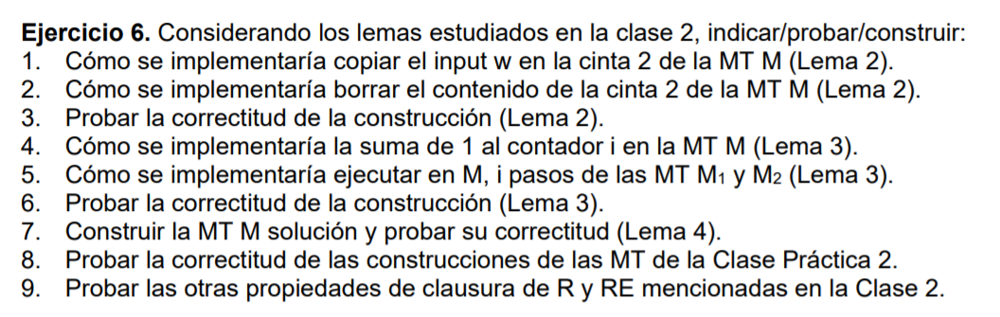 Ejercicio 6. Considerando los lemas estudiados en la clase 2, indicar/probar/construir:
1. Cómo se implementaría copiar el input w en la cinta 2 de la MT M (Lema 2).
2. Cómo se implementaría borrar el contenido de la cinta 2 de la MT M (Lema 2).
3. Probar la correctitud de la construcción (Lema 2).
4. Cómo se implementaría la suma de 1 al contador i en la MT M (Lema 3).
5. Cómo se implementaría ejecutar en M, i pasos de las MT M₁ y M₂ (Lema 3).
6. Probar la correctitud de la construcción (Lema 3).
7. Construir la MT M solución y probar su correctitud (Lema 4).
8. Probar la correctitud de las construcciones de las MT de la Clase Práctica 2.
9. Probar las otras propiedades de clausura de R y RE mencionadas en la Clase 2.